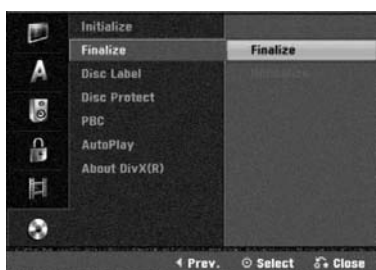 Initialize
Finalize
Finalize
Disc Label
Disc Protect
PBC
AutoPlay
About DivX(R)
A
Prev.
Select
Close